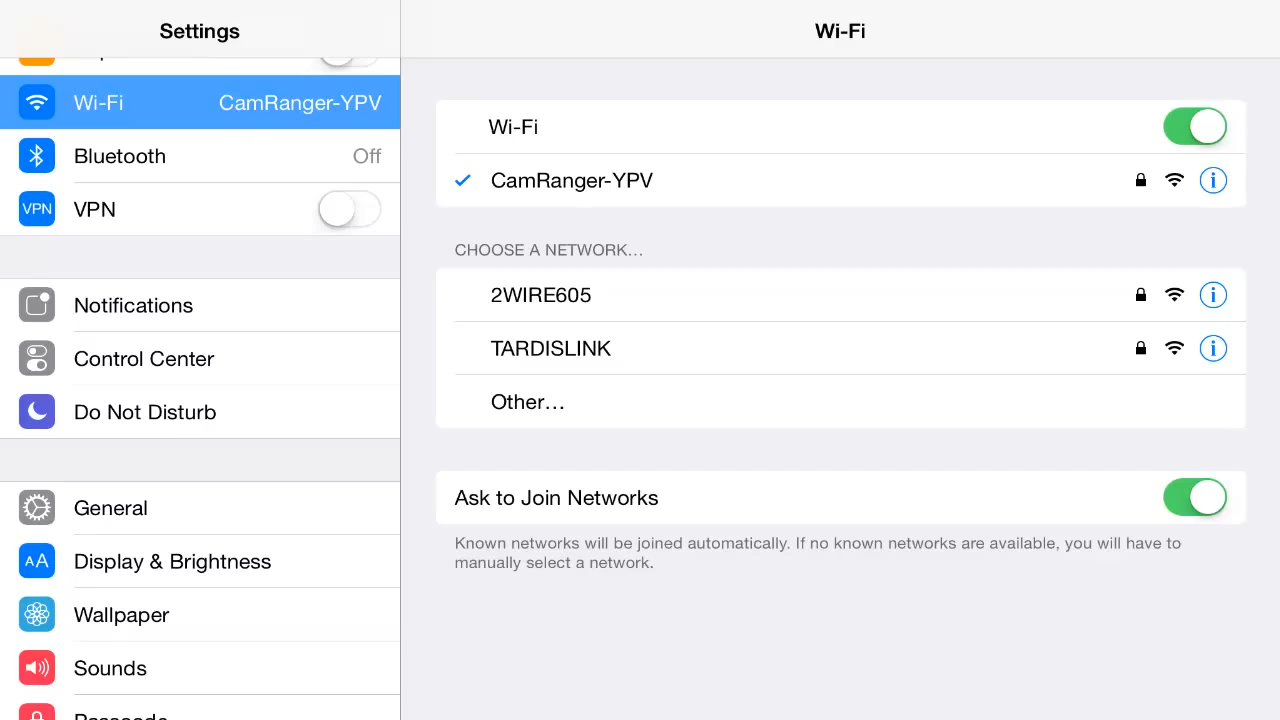 Settings
Wi-Fi CamRanger-YPV
Bluetooth Off
VPN VPN
Notifications
Control Center
Do Not Disturb
General
AA Display & Brightness
Wallpaper
Sounds
Wi-Fi
Wi-Fi
CamRanger-YPV
CHOOSE A NETWORK…
2WIRE605
TARDISLINK
Other…
Ask to Join Networks
Known networks will be joined automatically. If no known networks are available, you will have to
manually select a network.